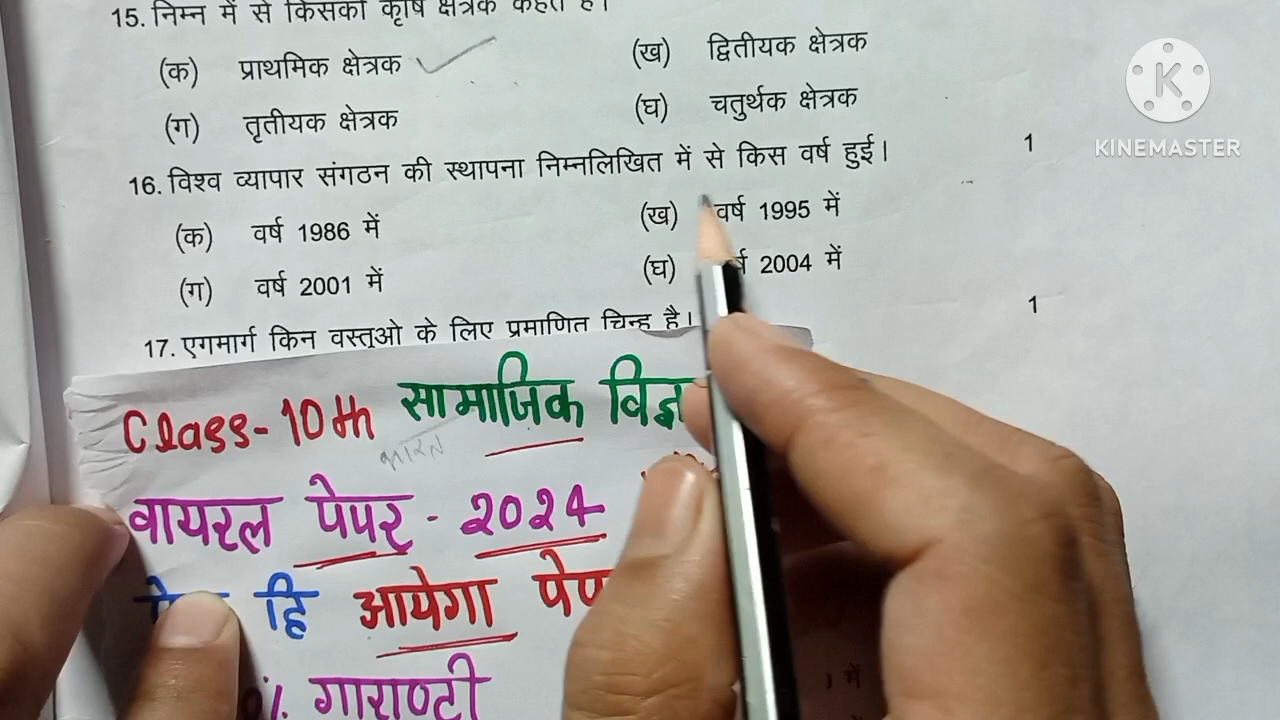 15. निम्न में से किसको कृषि क्षेत्रक कहते है।
(क) प्राथमिक क्षेत्रक (ख) द्वितीयक क्षेत्रक
(ग) तृतीयक क्षेत्रक (घ) चतुर्थक क्षेत्रक
16. विश्व व्यापार संगठन की स्थापना निम्नलिखित में से किस वर्ष हुई। 1
(क) वर्ष 1986 में (ख) वर्ष 1995 में
(ग) वर्ष 2001 में (घ) वर्ष 2004 में
17. एगमार्ग किन वस्तुओ के लिए प्रमाणित चिन्ह है। 1
Class-10th सामाजिक
भारत
वायरल पेपर - 2024
हि आयेगा
गाराण्टी
में
K
KINEMASTER